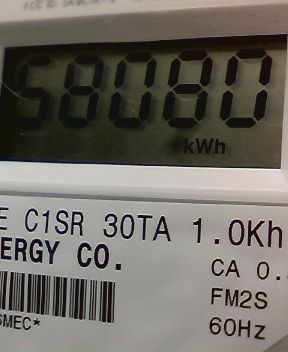 58080
kWh
E C1SR 30TA 1.0Kh
ERGY CO.
CA 0.
FM2S
60Hz
SMEC*